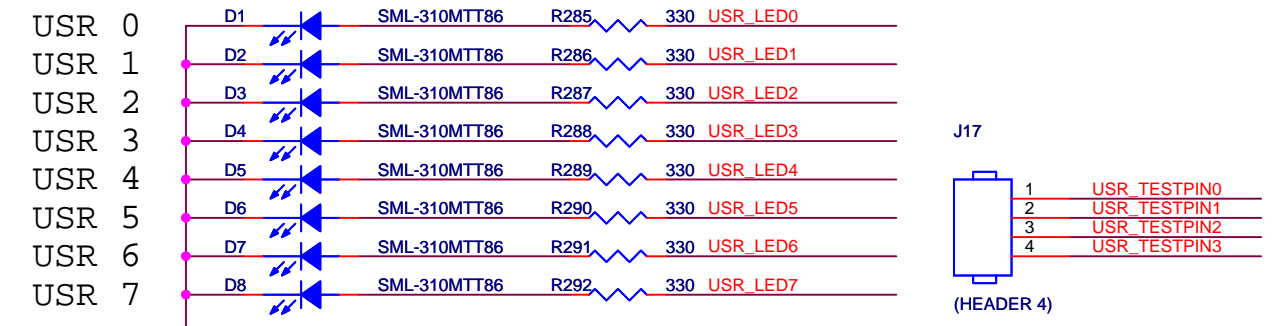 USR 0 D1 SML-310MTT86 R285 330 USR_LED0
USR 1 D2 SML-310MTT86 R286 330 USR_LED1
USR 2 D3 SML-310MTT86 R287 330 USR_LED2
USR 3 D4 SML-310MTT86 R288 330 USR_LED3
USR 4 D5 SML-310MTT86 R289 330 USR_LED4
USR 5 D6 SML-310MTT86 R290 330 USR_LED5
USR 6 D7 SML-310MTT86 R291 330 USR_LED6
USR 7 D8 SML-310MTT86 R292 330 USR_LED7
J17
1 USR_TESTPIN0
2 USR_TESTPIN1
3 USR_TESTPIN2
4 USR_TESTPIN3
(HEADER 4)